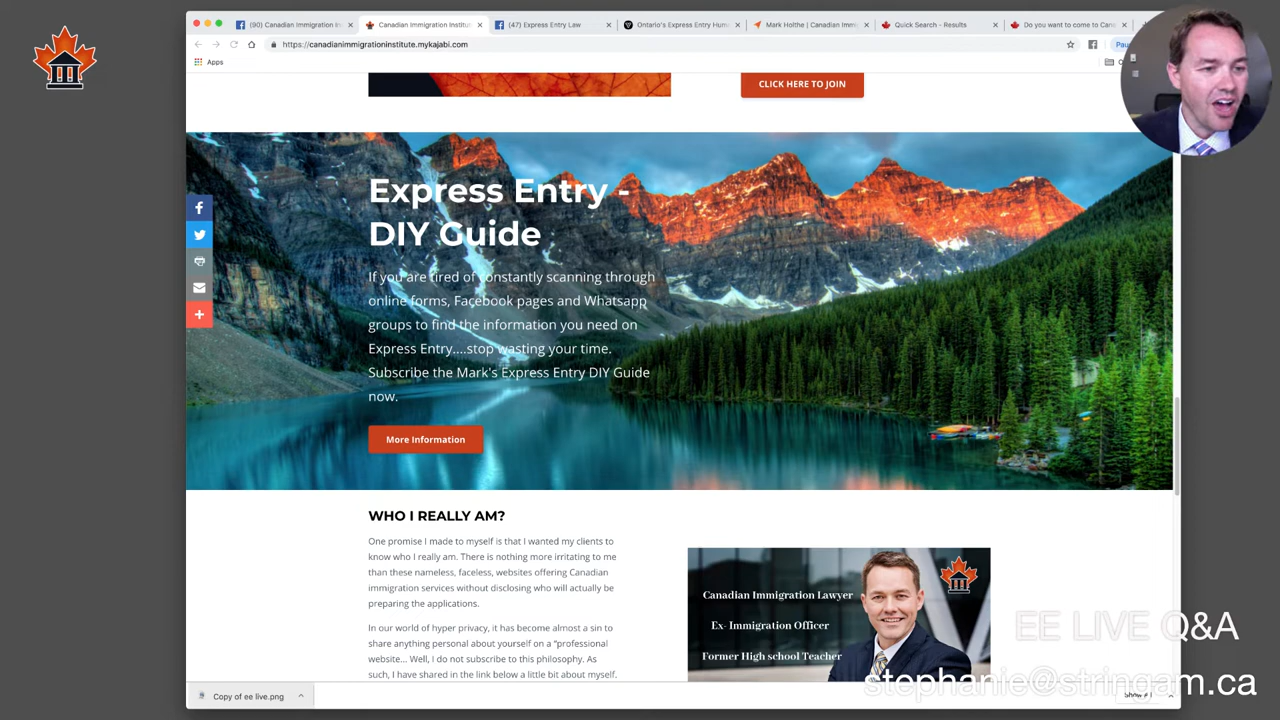 (90) Canadian Immigration In
Canadian Immigration Institu
(47) Express Entry Law
Ontario's Express Entry Hum
Mark Holthe | Canadian Immi
Quick Search - Results
Do you want to come to Cana
https://canadianimmigrationinstitute.mykajabi.com
Pau
Apps
CLICK HERE TO JOIN
Express Entry -
DIY Guide
If you are tired of constantly scanning through
online forms, Facebook pages and Whatsapp
groups to find the information you need on
Express Entry....stop wasting your time.
Subscribe the Mark's Express Entry DIY Guide
now.
More Information
WHO I REALLY AM?
One promise I made to myself is that I wanted my clients to
know who I really am. There is nothing more irritating to me
than these nameless, faceless, websites offering Canadian
immigration services without disclosing who will actually be
preparing the applications.
In our world of hyper privacy, it has become almost a sin to
share anything personal about yourself on a "professional
website... Well, I do not subscribe to this philosophy. As
such, I have shared in the link below a little bit about myself.
Canadian Immigration Lawyer
Ex- Immigration Officer
Former High school Teacher
EE LIVE Q&A
stephanie@stringam.ca
Copy of ee live.png
Show All